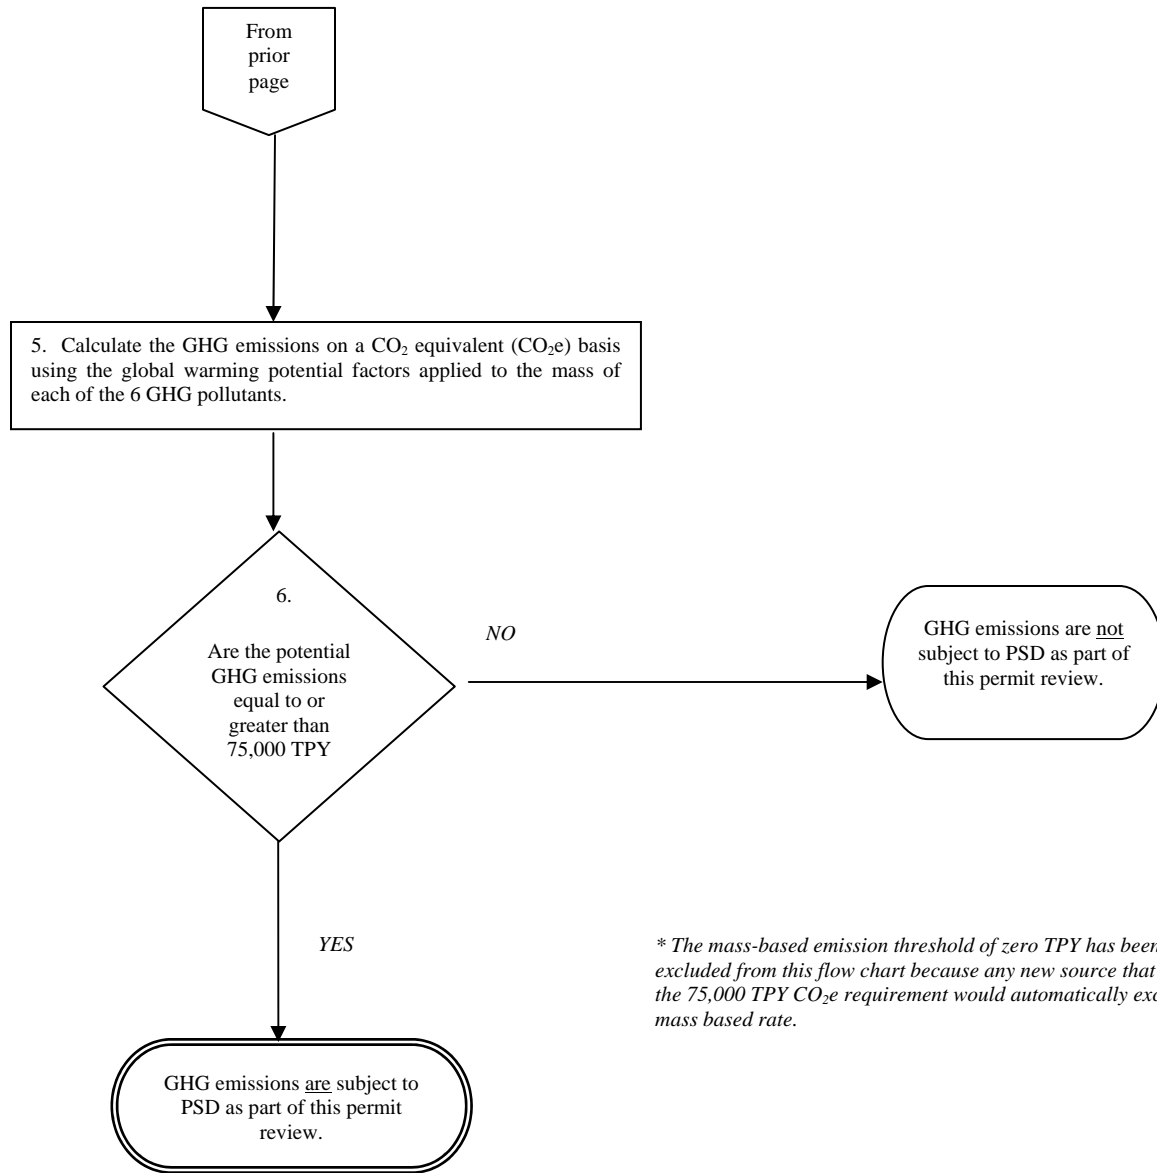 From
prior
page
5. Calculate the GHG emissions on a CO₂ equivalent (CO₂e) basis
using the global warming potential factors applied to the mass of
each of the 6 GHG pollutants.
6.
Are the potential
GHG emissions
equal to or
greater than
75,000 TPY
NO
GHG emissions are not
subject to PSD as part of
this permit review.
YES
* The mass-based emission threshold of zero TPY has been
excluded from this flow chart because any new source that
the 75,000 TPY CO₂e requirement would automatically
mass based rate.
GHG emissions are subject to
PSD as part of this permit
review.